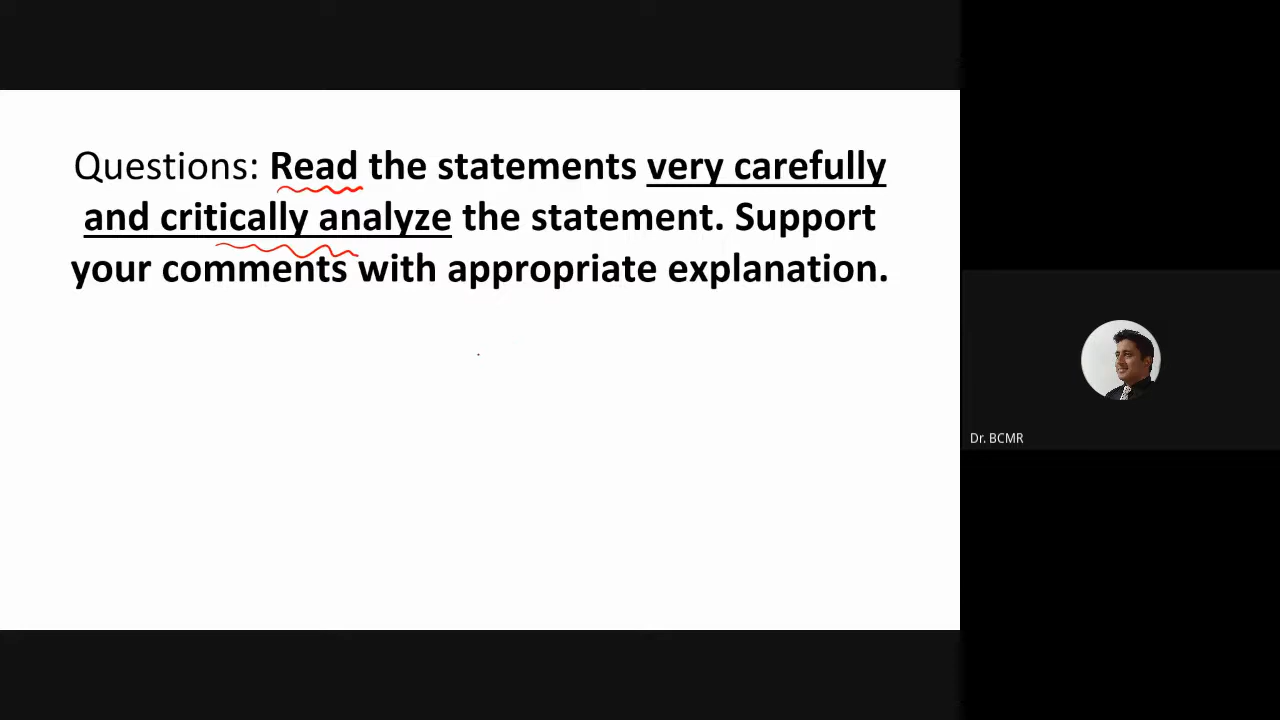 Questions: Read the statements very carefully
and critically analyze the statement. Support
your comments with appropriate explanation.
Dr. BCMR